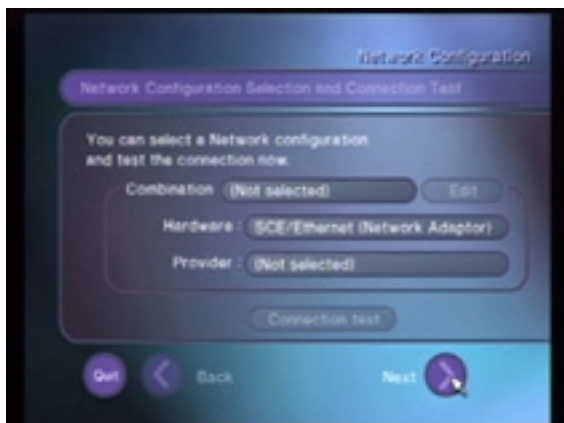 Network Configuration
Network Configuration Selection and Connection Test
You can select a Network configuration
and test the connection now.
Combination (Not selected) Edit
Hardware : SCE/Ethernet (Network Adaptor)
Provider : (Not selected)
Connection test
Quit Back Next